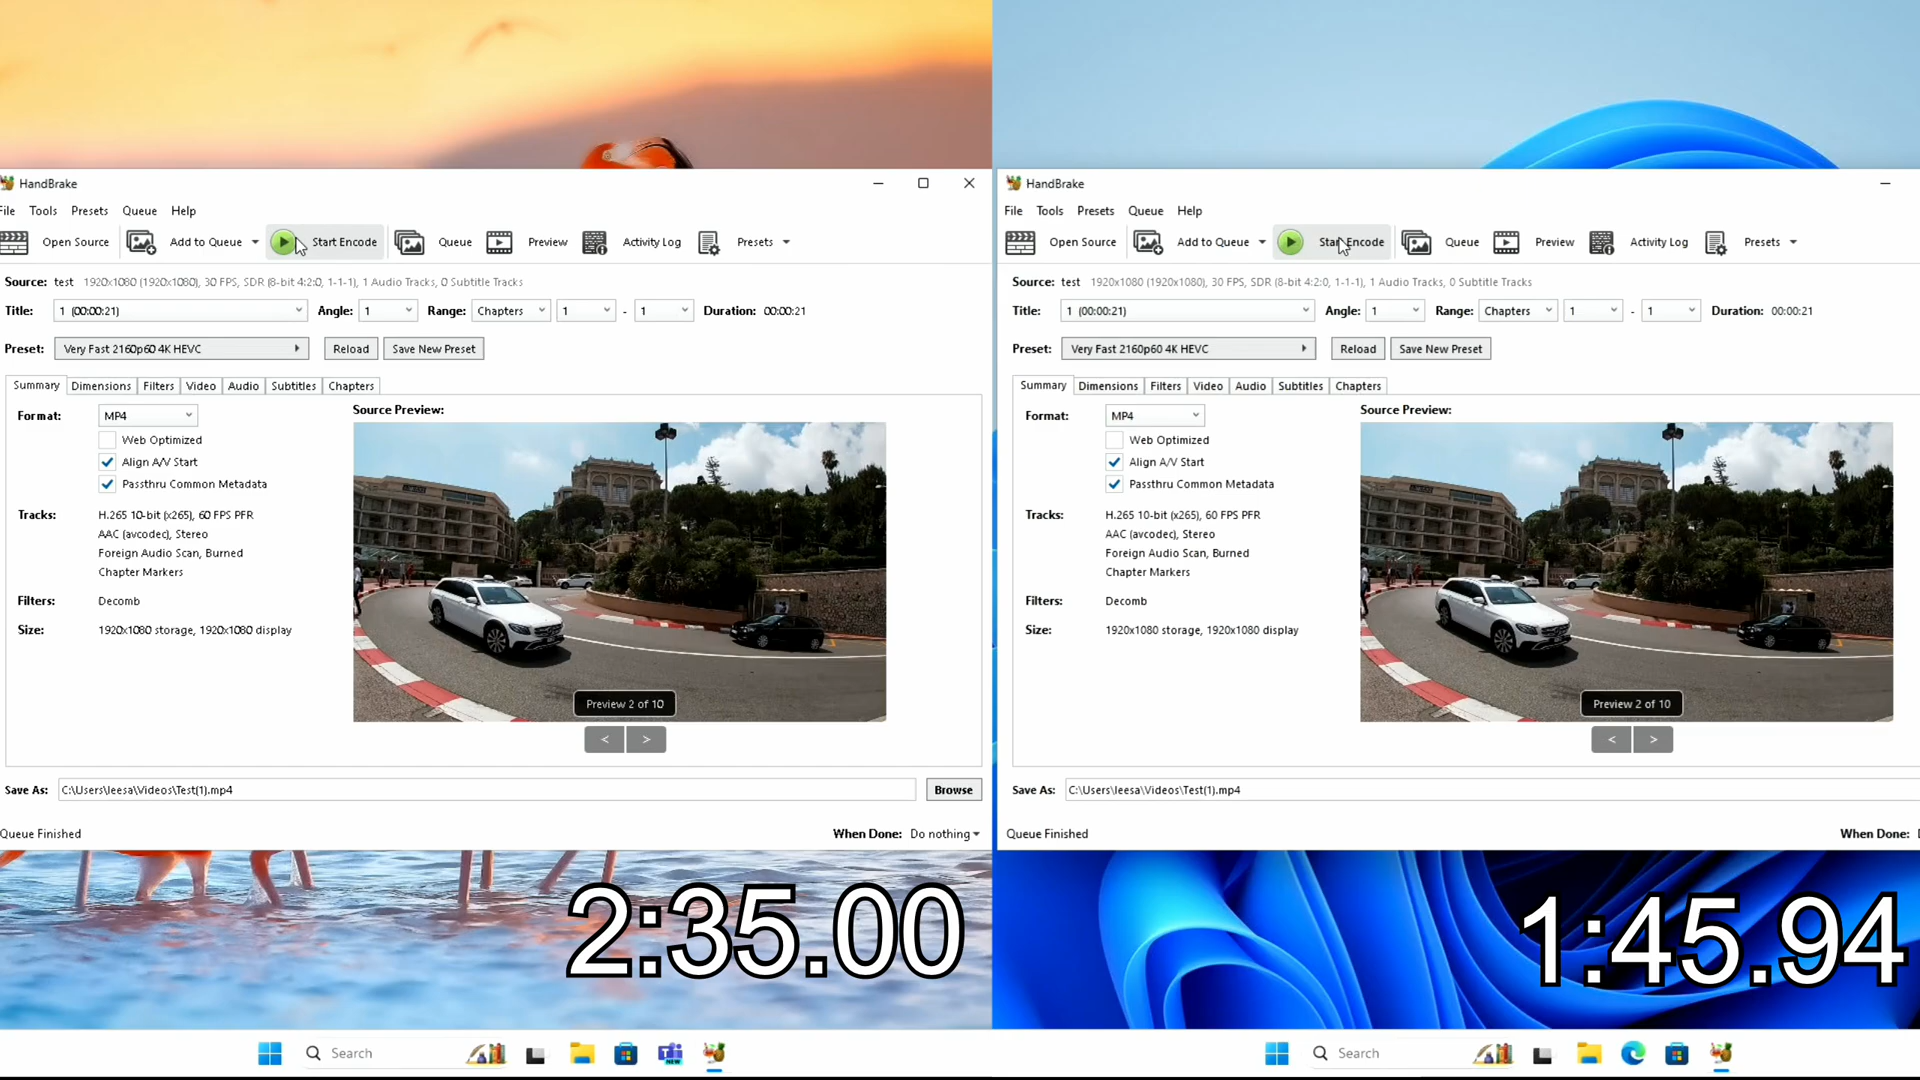 HandBrake
File Tools Presets Queue Help
Open Source Add to Queue Start Encode Queue Preview Activity Log Presets
Source: test 1920x1080 (1920x1080), 30 FPS, SDR (8-bit 4:2:0, 1-1-1), 1 Audio Tracks, 0 Subtitle Tracks
Title: 1 (00:00:21) Angle: 1 Range: Chapters 1 - 1 Duration: 00:00:21
Preset: Very Fast 2160p60 4K HEVC Reload Save New Preset
Summary Dimensions Filters Video Audio Subtitles Chapters
Format: MP4 Source Preview:
Web Optimized
Align A/V Start
Passthru Common Metadata
Tracks: H.265 10-bit (x265), 60 FPS PFR
AAC (avcodec), Stereo
Foreign Audio Scan, Burned
Chapter Markers
Filters: Decomb
Size: 1920x1080 storage, 1920x1080 display
Preview 2 of 10
< >
Save As: C:\Users\leesa\Videos\Test(1).mp4 Browse
Queue Finished When Done: Do nothing
2:35.00
Search
NEW
HandBrake
File Tools Presets Queue Help
Open Source Add to Queue Start Encode Queue Preview Activity Log Presets
Source: test 1920x1080 (1920x1080), 30 FPS, SDR (8-bit 4:2:0, 1-1-1), 1 Audio Tracks, 0 Subtitle Tracks
Title: 1 (00:00:21) Angle: 1 Range: Chapters 1 - 1 Duration: 00:00:21
Preset: Very Fast 2160p60 4K HEVC Reload Save New Preset
Summary Dimensions Filters Video Audio Subtitles Chapters
Format: MP4 Source Preview:
Web Optimized
Align A/V Start
Passthru Common Metadata
Tracks: H.265 10-bit (x265), 60 FPS PFR
AAC (avcodec), Stereo
Foreign Audio Scan, Burned
Chapter Markers
Filters: Decomb
Size: 1920x1080 storage, 1920x1080 display
Preview 2 of 10
< >
Save As: C:\Users\leesa\Videos\Test(1).mp4
Queue Finished When Done:
1:45.94
Search